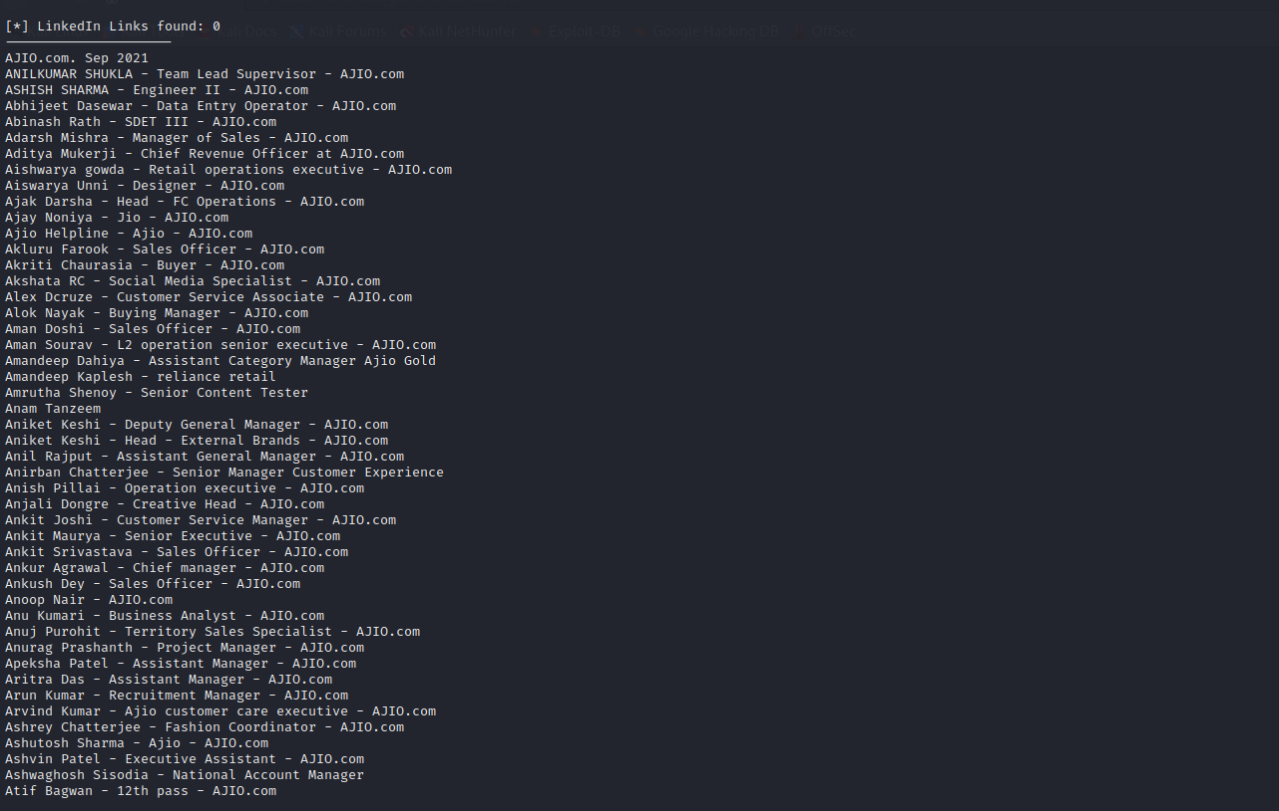 [*] LinkedIn Links found: 0
Kali Docs Kali Forums Kali NetHunter Exploit-DB Google Hacking DB OffSec
AJIO.com. Sep 2021
ANILKUMAR SHUKLA - Team Lead Supervisor - AJIO.com
ASHISH SHARMA - Engineer II - AJIO.com
Abhijeet Dasewar - Data Entry Operator - AJIO.com
Abinash Rath - SDET III - AJIO.com
Adarsh Mishra - Manager of Sales - AJIO.com
Aditya Mukerji - Chief Revenue Officer at AJIO.com
Aishwarya gowda - Retail operations executive - AJIO.com
Aiswarya Unni - Designer - AJIO.com
Ajak Darsha - Head - FC Operations - AJIO.com
Ajay Noniya - Jio - AJIO.com
Ajio Helpline - Ajio - AJIO.com
Akluru Farook - Sales Officer - AJIO.com
Akriti Chaurasia - Buyer - AJIO.com
Akshata RC - Social Media Specialist - AJIO.com
Alex Dcruze - Customer Service Associate - AJIO.com
Alok Nayak - Buying Manager - AJIO.com
Aman Doshi - Sales Officer - AJIO.com
Aman Sourav - L2 operation senior executive - AJIO.com
Amandeep Dahiya - Assistant Category Manager Ajio Gold
Amandeep Kaplesh - reliance retail
Amrutha Shenoy - Senior Content Tester
Anam Tanzeem
Aniket Keshi - Deputy General Manager - AJIO.com
Aniket Keshi - Head - External Brands - AJIO.com
Anil Rajput - Assistant General Manager - AJIO.com
Anirban Chatterjee - Senior Manager Customer Experience
Anish Pillai - Operation executive - AJIO.com
Anjali Dongre - Creative Head - AJIO.com
Ankit Joshi - Customer Service Manager - AJIO.com
Ankit Maurya - Senior Executive - AJIO.com
Ankit Srivastava - Sales Officer - AJIO.com
Ankur Agrawal - Chief manager - AJIO.com
Ankush Dey - Sales Officer - AJIO.com
Anoop Nair - AJIO.com
Anu Kumari - Business Analyst - AJIO.com
Anuj Purohit - Territory Sales Specialist - AJIO.com
Anurag Prashanth - Project Manager - AJIO.com
Apeksha Patel - Assistant Manager - AJIO.com
Aritra Das - Assistant Manager - AJIO.com
Arun Kumar - Recruitment Manager - AJIO.com
Arvind Kumar - Ajio customer care executive - AJIO.com
Ashrey Chatterjee - Fashion Coordinator - AJIO.com
Ashutosh Sharma - Ajio - AJIO.com
Ashvin Patel - Executive Assistant - AJIO.com
Ashwaghosh Sisodia - National Account Manager
Atif Bagwan - 12th pass - AJIO.com